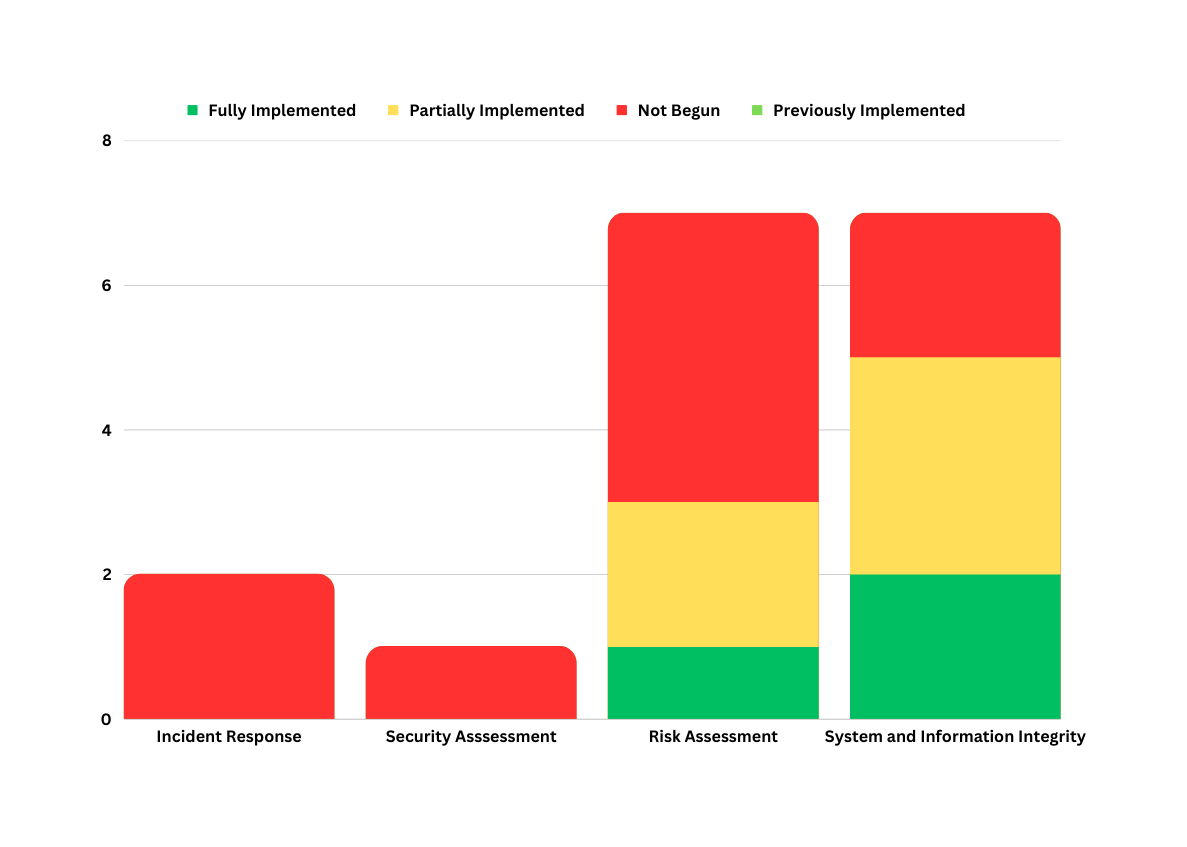 Fully Implemented Partially Implemented Not Begun Previously Implemented
8
6
4
2
0
Incident Response Security Asssessment Risk Assessment System and Information Integrity